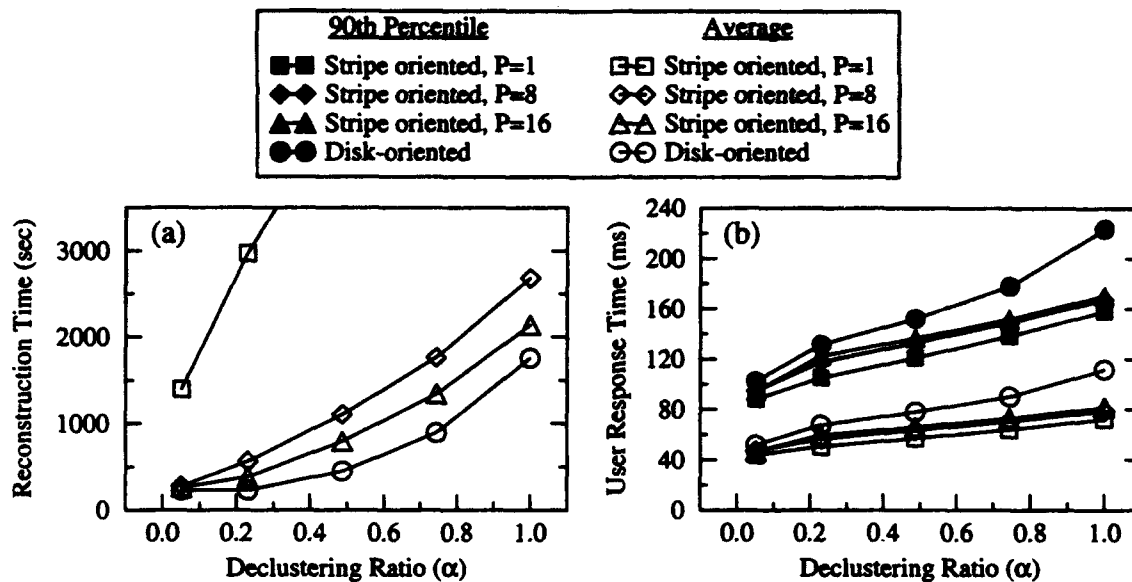 90th Percentile
Average
Stripe oriented, P=1
Stripe oriented, P=1
Stripe oriented, P=8
Stripe oriented, P=8
Stripe oriented, P=16
Stripe oriented, P=16
Disk-oriented
Disk-oriented
(a)
Reconstruction Time (sec)
3000
2000
1000
0
0.0 0.2 0.4 0.6 0.8 1.0
Declustering Ratio (α)
(b)
User Response Time (ms)
240
200
160
120
80
40
0
0.0 0.2 0.4 0.6 0.8 1.0
Declustering Ratio (α)